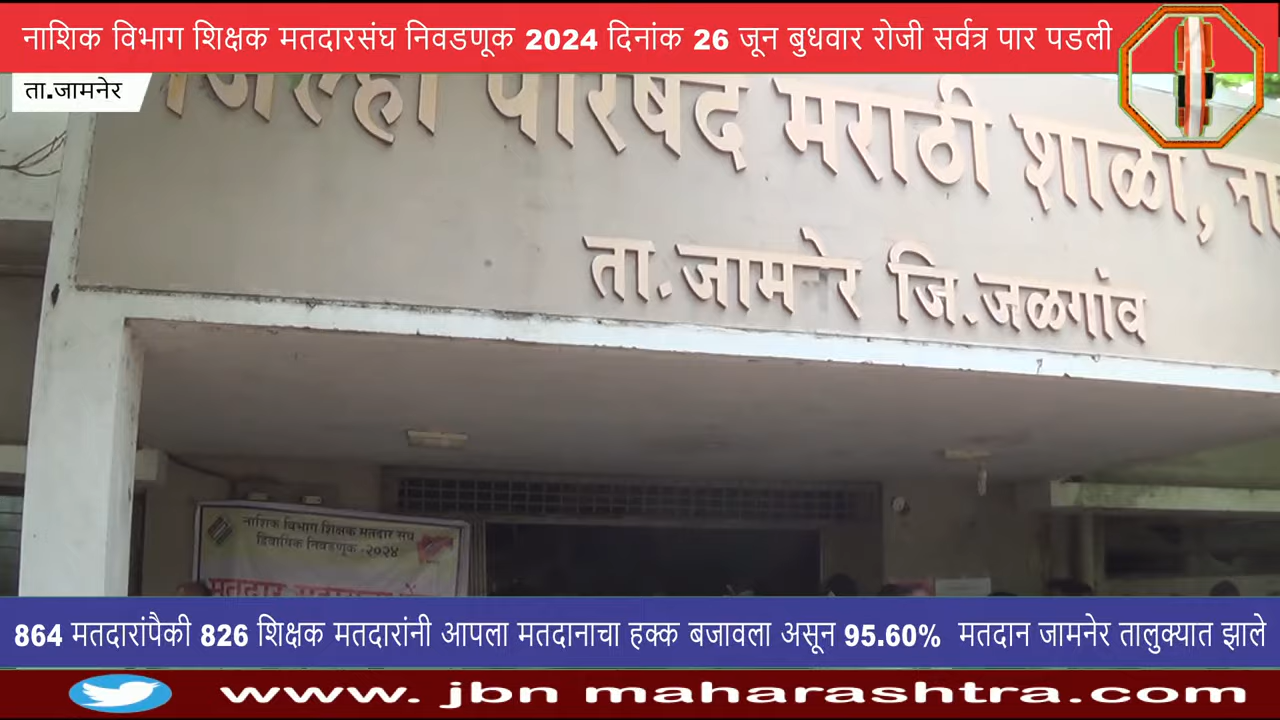 नाशिक विभाग शिक्षक मतदारसंघ निवडणूक 2024 दिनांक 26 जून बुधवार रोजी सर्वत्र पार पडली
ता.जामनेर
जिल्हा परिषद मराठी शाळा,
ता.जामनेर जि.जळगांव
नाशिक विभाग शिक्षक मतदार संघ
द्विवार्षिक निवडणूक -२०२४
मतदार
864 मतदारांपैकी 826 शिक्षक मतदारांनी आपला मतदानाचा हक्क बजावला असून 95.60% मतदान जामनेर तालुक्यात झाले
www. jbn maharashtra.com